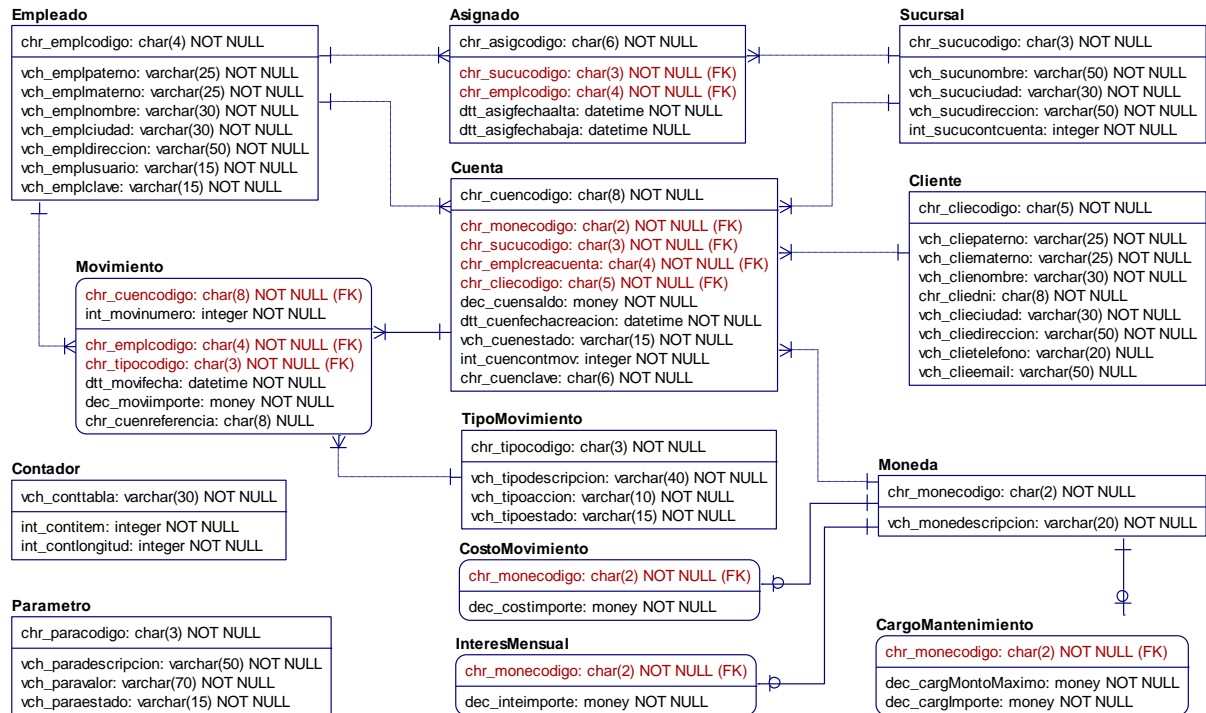 Empleado
chr_emplcodigo: char(4) NOT NULL
vch_emplpaterno: varchar(25) NOT NULL
vch_emplmaterno: varchar(25) NOT NULL
vch_emplnombre: varchar(30) NOT NULL
vch_emplciudad: varchar(30) NOT NULL
vch_empldireccion: varchar(50) NOT NULL
vch_emplusuario: varchar(15) NOT NULL
vch_emplclave: varchar(15) NOT NULL
Asignado
chr_asigcodigo: char(6) NOT NULL
chr_sucucodigo: char(3) NOT NULL (FK)
chr_emplcodigo: char(4) NOT NULL (FK)
dtt_asigfechaalta: datetime NOT NULL
dtt_asigfechabaja: datetime NULL
Sucursal
chr_sucucodigo: char(3) NOT NULL
vch_sucunombre: varchar(50) NOT NULL
vch_sucuciudad: varchar(30) NOT NULL
vch_sucudireccion: varchar(50) NOT NULL
int_sucucontcuenta: integer NOT NULL
Cuenta
chr_cuencodigo: char(8) NOT NULL
chr_monecodigo: char(2) NOT NULL (FK)
chr_sucucodigo: char(3) NOT NULL (FK)
chr_emplcreacuenta: char(4) NOT NULL (FK)
chr_cliecodigo: char(5) NOT NULL (FK)
dec_cuensaldo: money NOT NULL
dtt_cuenfechacreacion: datetime NOT NULL
vch_cuenestado: varchar(15) NOT NULL
int_cuencontmov: integer NOT NULL
chr_cuenclave: char(6) NOT NULL
Cliente
chr_cliecodigo: char(5) NOT NULL
vch_cliepaterno: varchar(25) NOT NULL
vch_cliematerno: varchar(25) NOT NULL
vch_clienombre: varchar(30) NOT NULL
chr_cliedni: char(8) NOT NULL
vch_clieciudad: varchar(30) NOT NULL
vch_cliedireccion: varchar(50) NOT NULL
vch_clietelefono: varchar(20) NULL
vch_clieemail: varchar(50) NULL
Movimiento
chr_cuencodigo: char(8) NOT NULL (FK)
int_movinumero: integer NOT NULL
chr_emplcodigo: char(4) NOT NULL (FK)
chr_tipocodigo: char(3) NOT NULL (FK)
dtt_movifecha: datetime NOT NULL
dec_moviimporte: money NOT NULL
chr_cuenreferencia: char(8) NULL
TipoMovimiento
chr_tipocodigo: char(3) NOT NULL
vch_tipodescripcion: varchar(40) NOT NULL
vch_tipoaccion: varchar(10) NOT NULL
vch_tipoestado: varchar(15) NOT NULL
Contador
vch_conttabla: varchar(30) NOT NULL
int_contitem: integer NOT NULL
int_contlongitud: integer NOT NULL
Moneda
chr_monecodigo: char(2) NOT NULL
vch_monedescripcion: varchar(20) NOT NULL
CostoMovimiento
chr_monecodigo: char(2) NOT NULL (FK)
dec_costimporte: money NOT NULL
Parametro
chr_paracodigo: char(3) NOT NULL
vch_paradescripcion: varchar(50) NOT NULL
vch_paravalor: varchar(70) NOT NULL
vch_paraestado: varchar(15) NOT NULL
InteresMensual
chr_monecodigo: char(2) NOT NULL (FK)
dec_inteimporte: money NOT NULL
CargoMantenimiento
chr_monecodigo: char(2) NOT NULL (FK)
dec_cargMontoMaximo: money NOT NULL
dec_cargImporte: money NOT NULL